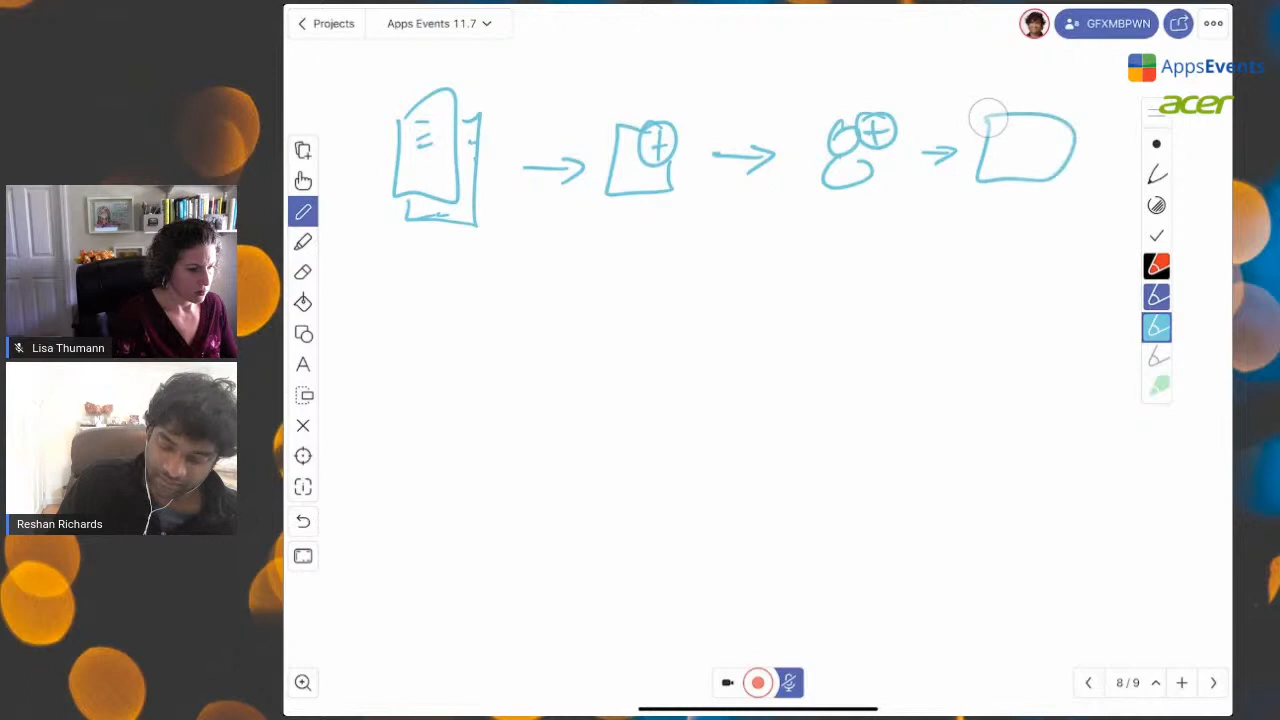 Projects
Apps Events 11.7
GFXMBPWN
AppsEvents
acer
Lisa Thumann
Reshan Richards
8 / 9